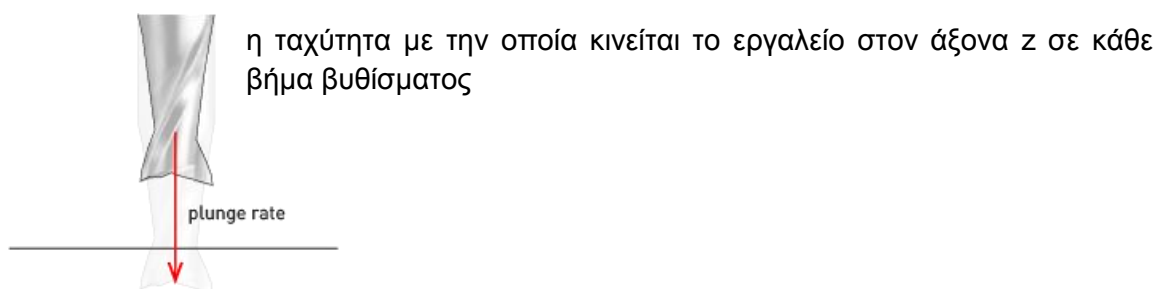 η ταχύτητα με την οποία κινείται το εργαλείο στον άξονα z σε κάθε
βήμα βυθίσματος
plunge rate